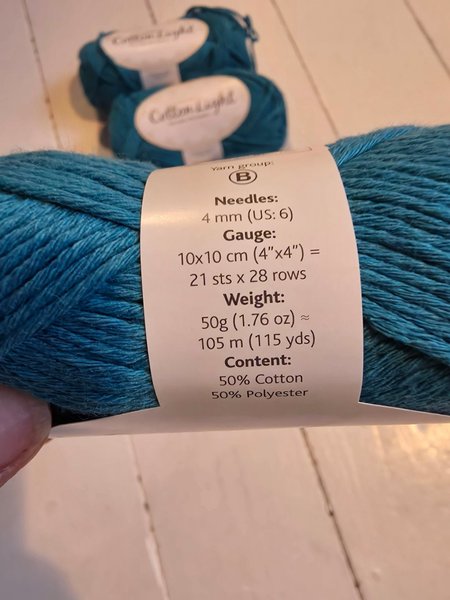 Cotton Light
Cotton Light
Yarn group:
B
Needles:
4 mm (US: 6)
Gauge:
10x10 cm (4"x4") =
21 sts x 28 rows
Weight:
50g (1.76 oz) ≈
105 m (115 yds)
Content:
50% Cotton
50% Polyester